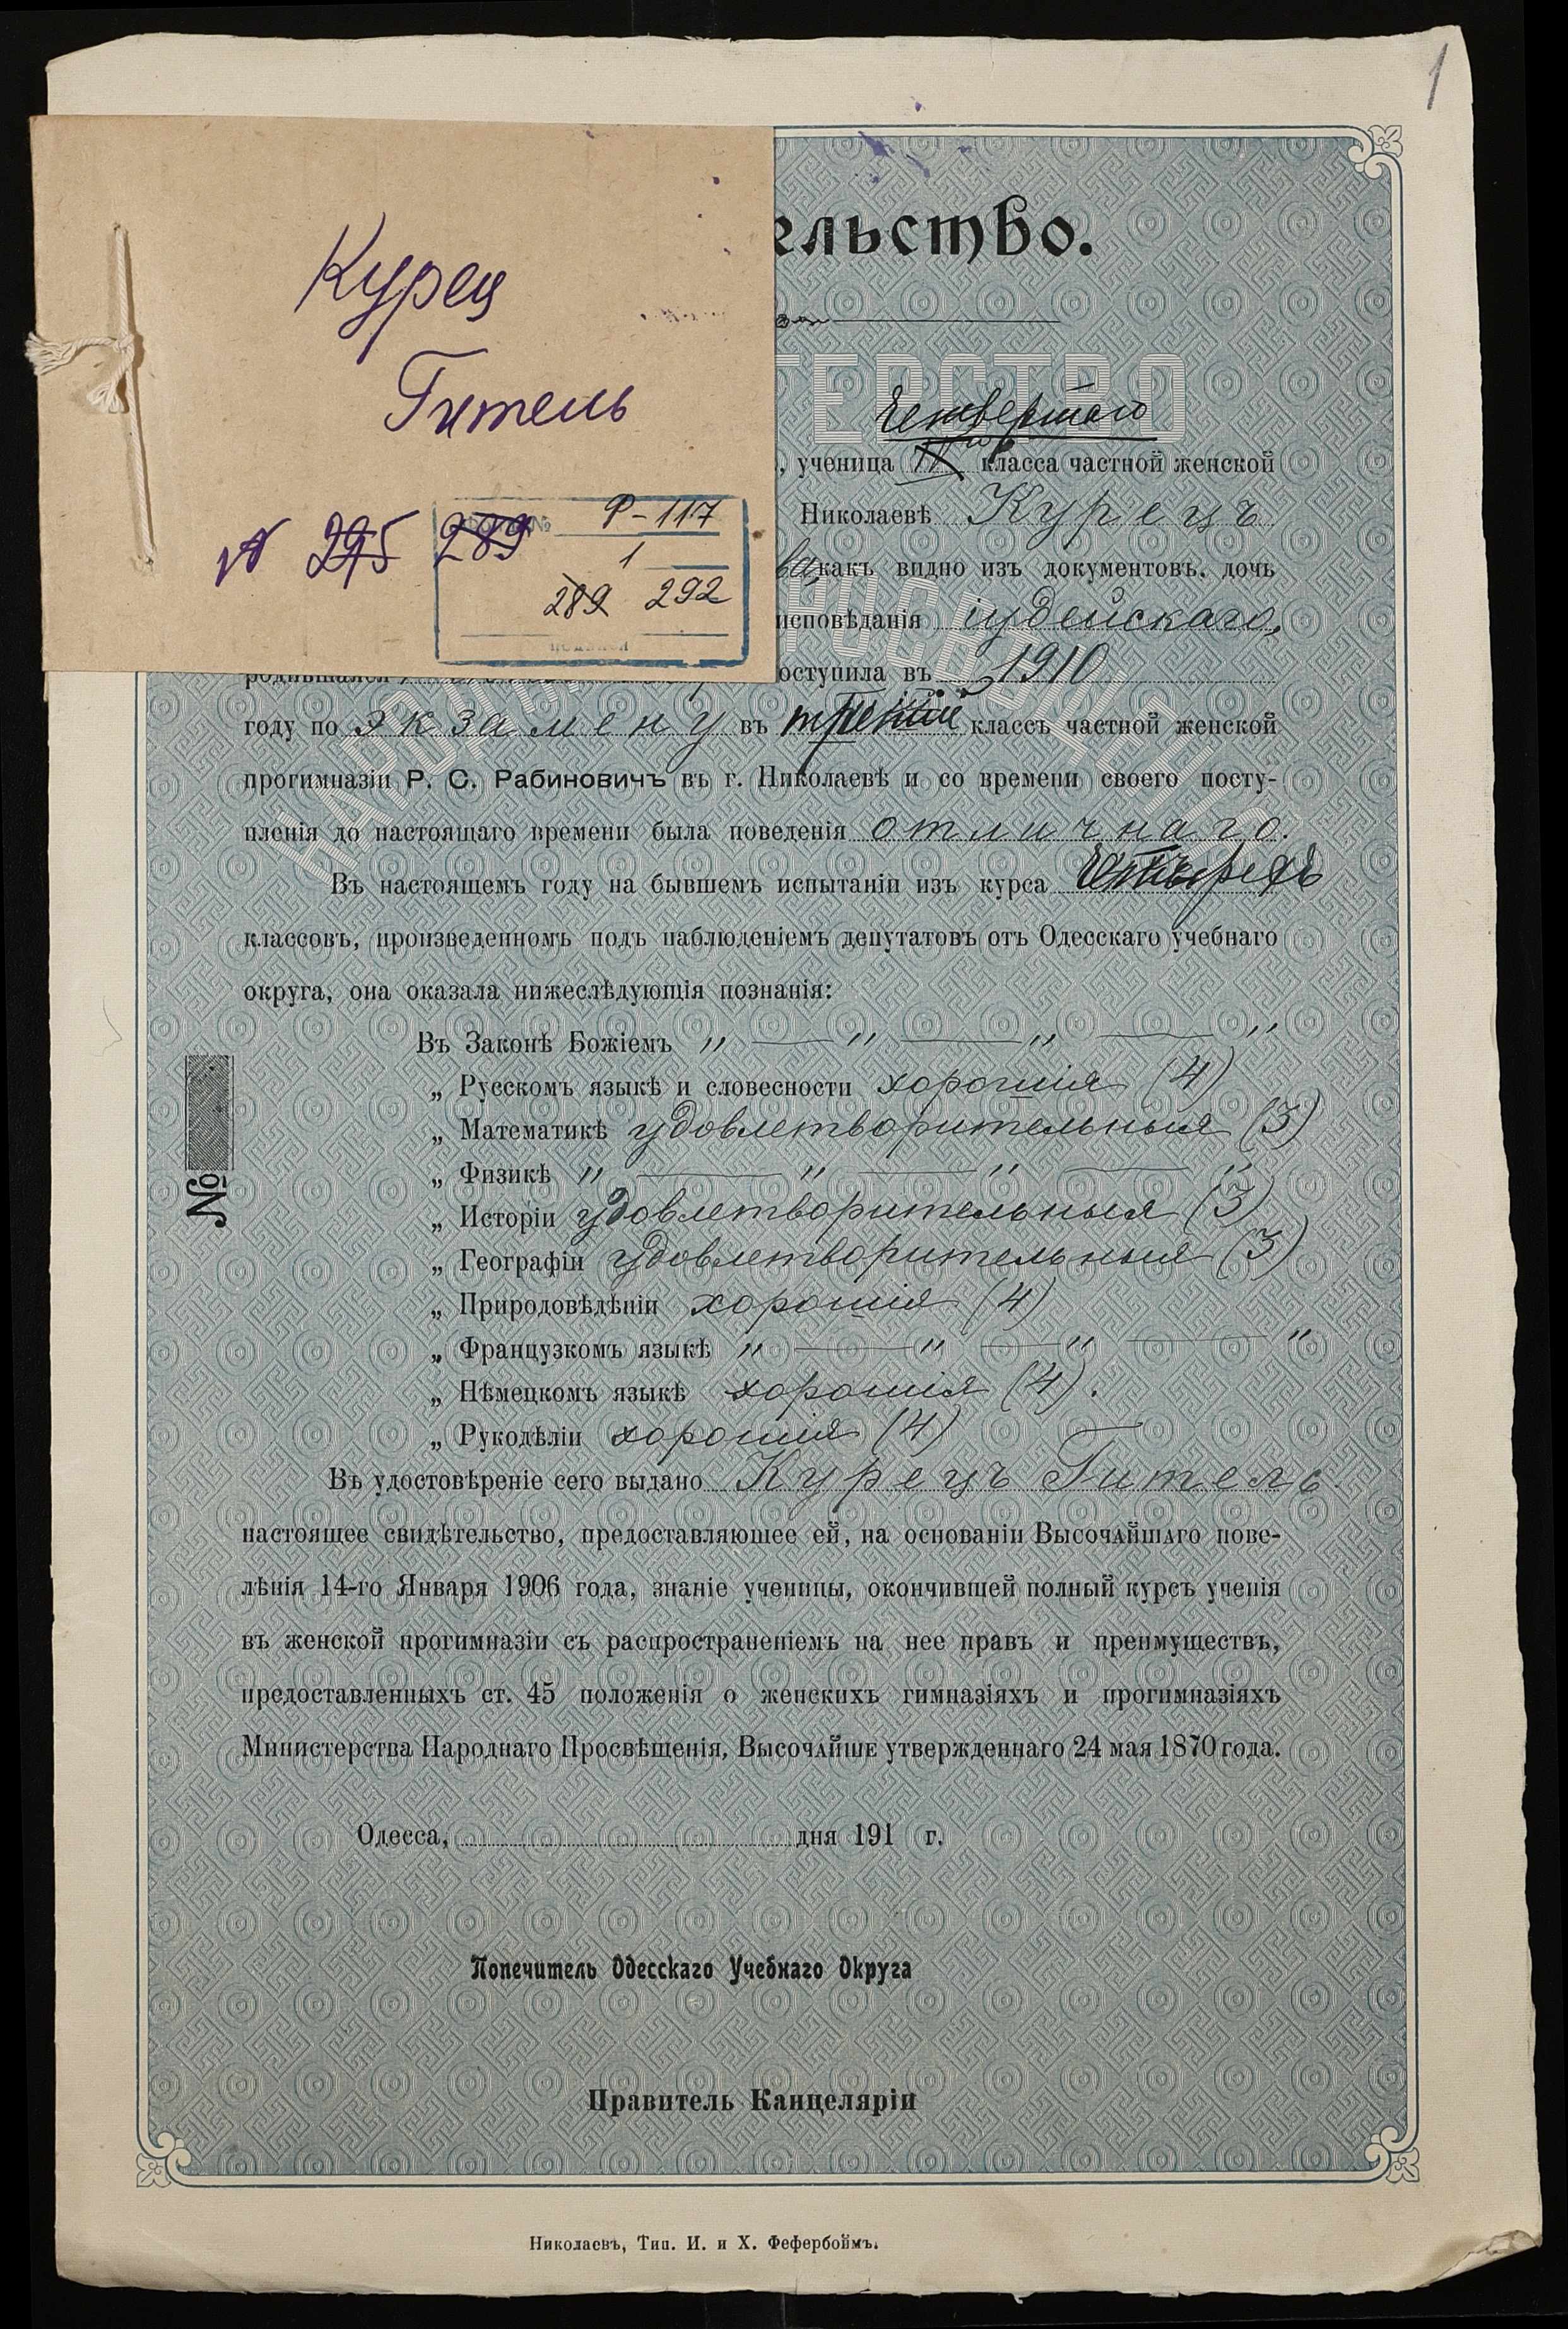 1
Курец
Гитель
№ 295 289
Р-117
1
289 292
ельство.
Четвертаго
, ученица IV го класса частной женской
Николаевѣ Курецъ
ва, какъ видно изъ документовъ, дочь
исповѣданія іудейскаго,
родившаяся оступила въ 1910
году по экзамену въ третій классъ частной женской
прогимназіи Р. С. Рабиновичъ въ г. Николаевѣ и со времени своего посту-
пленія до настоящаго времени была поведенія отличнаго.
Въ настоящемъ году на бывшемъ испытаніи изъ курса четырехъ
классовъ, произведенномъ подъ наблюденіемъ депутатовъ отъ Одесскаго учебнаго
округа, она оказала нижеслѣдующія познанія:
Въ Законѣ Божіемъ " — " — " — "
„ Русскомъ языкѣ и словесности хорошія (4)
„ Математикѣ удовлетворительныя (3)
„ Физикѣ " — " — " — "
„ Исторіи удовлетворительныя (3)
„ Географіи удовлетворительныя (3)
„ Природовѣдѣніи хорошія (4)
„ Французкомъ языкѣ " — " — " — "
„ Нѣмецкомъ языкѣ хорошія (4).
„ Рукодѣліи хорошія (4)
№
Въ удостовѣреніе сего выдано Курецъ Гитель
настоящее свидѣтельство, предоставляющее ей, на основаніи ВЫСОЧАЙШАГО пове-
лѣнія 14-го Января 1906 года, знаніе ученицы, окончившей полный курсъ ученія
въ женской прогимназіи съ распространеніемъ на нее правъ и преимуществъ,
предоставленныхъ ст. 45 положенія о женскихъ гимназіяхъ и прогимназіяхъ
Министерства Народнаго Просвѣщенія, ВЫСОЧАЙШЕ утвержденнаго 24 мая 1870 года.
Одесса, дня 191 г.
Попечитель Одесскаго Учебнаго Округа
Правитель Канцеляріи
Николаевъ, Тип. И. и Х. Фефербоймъ.